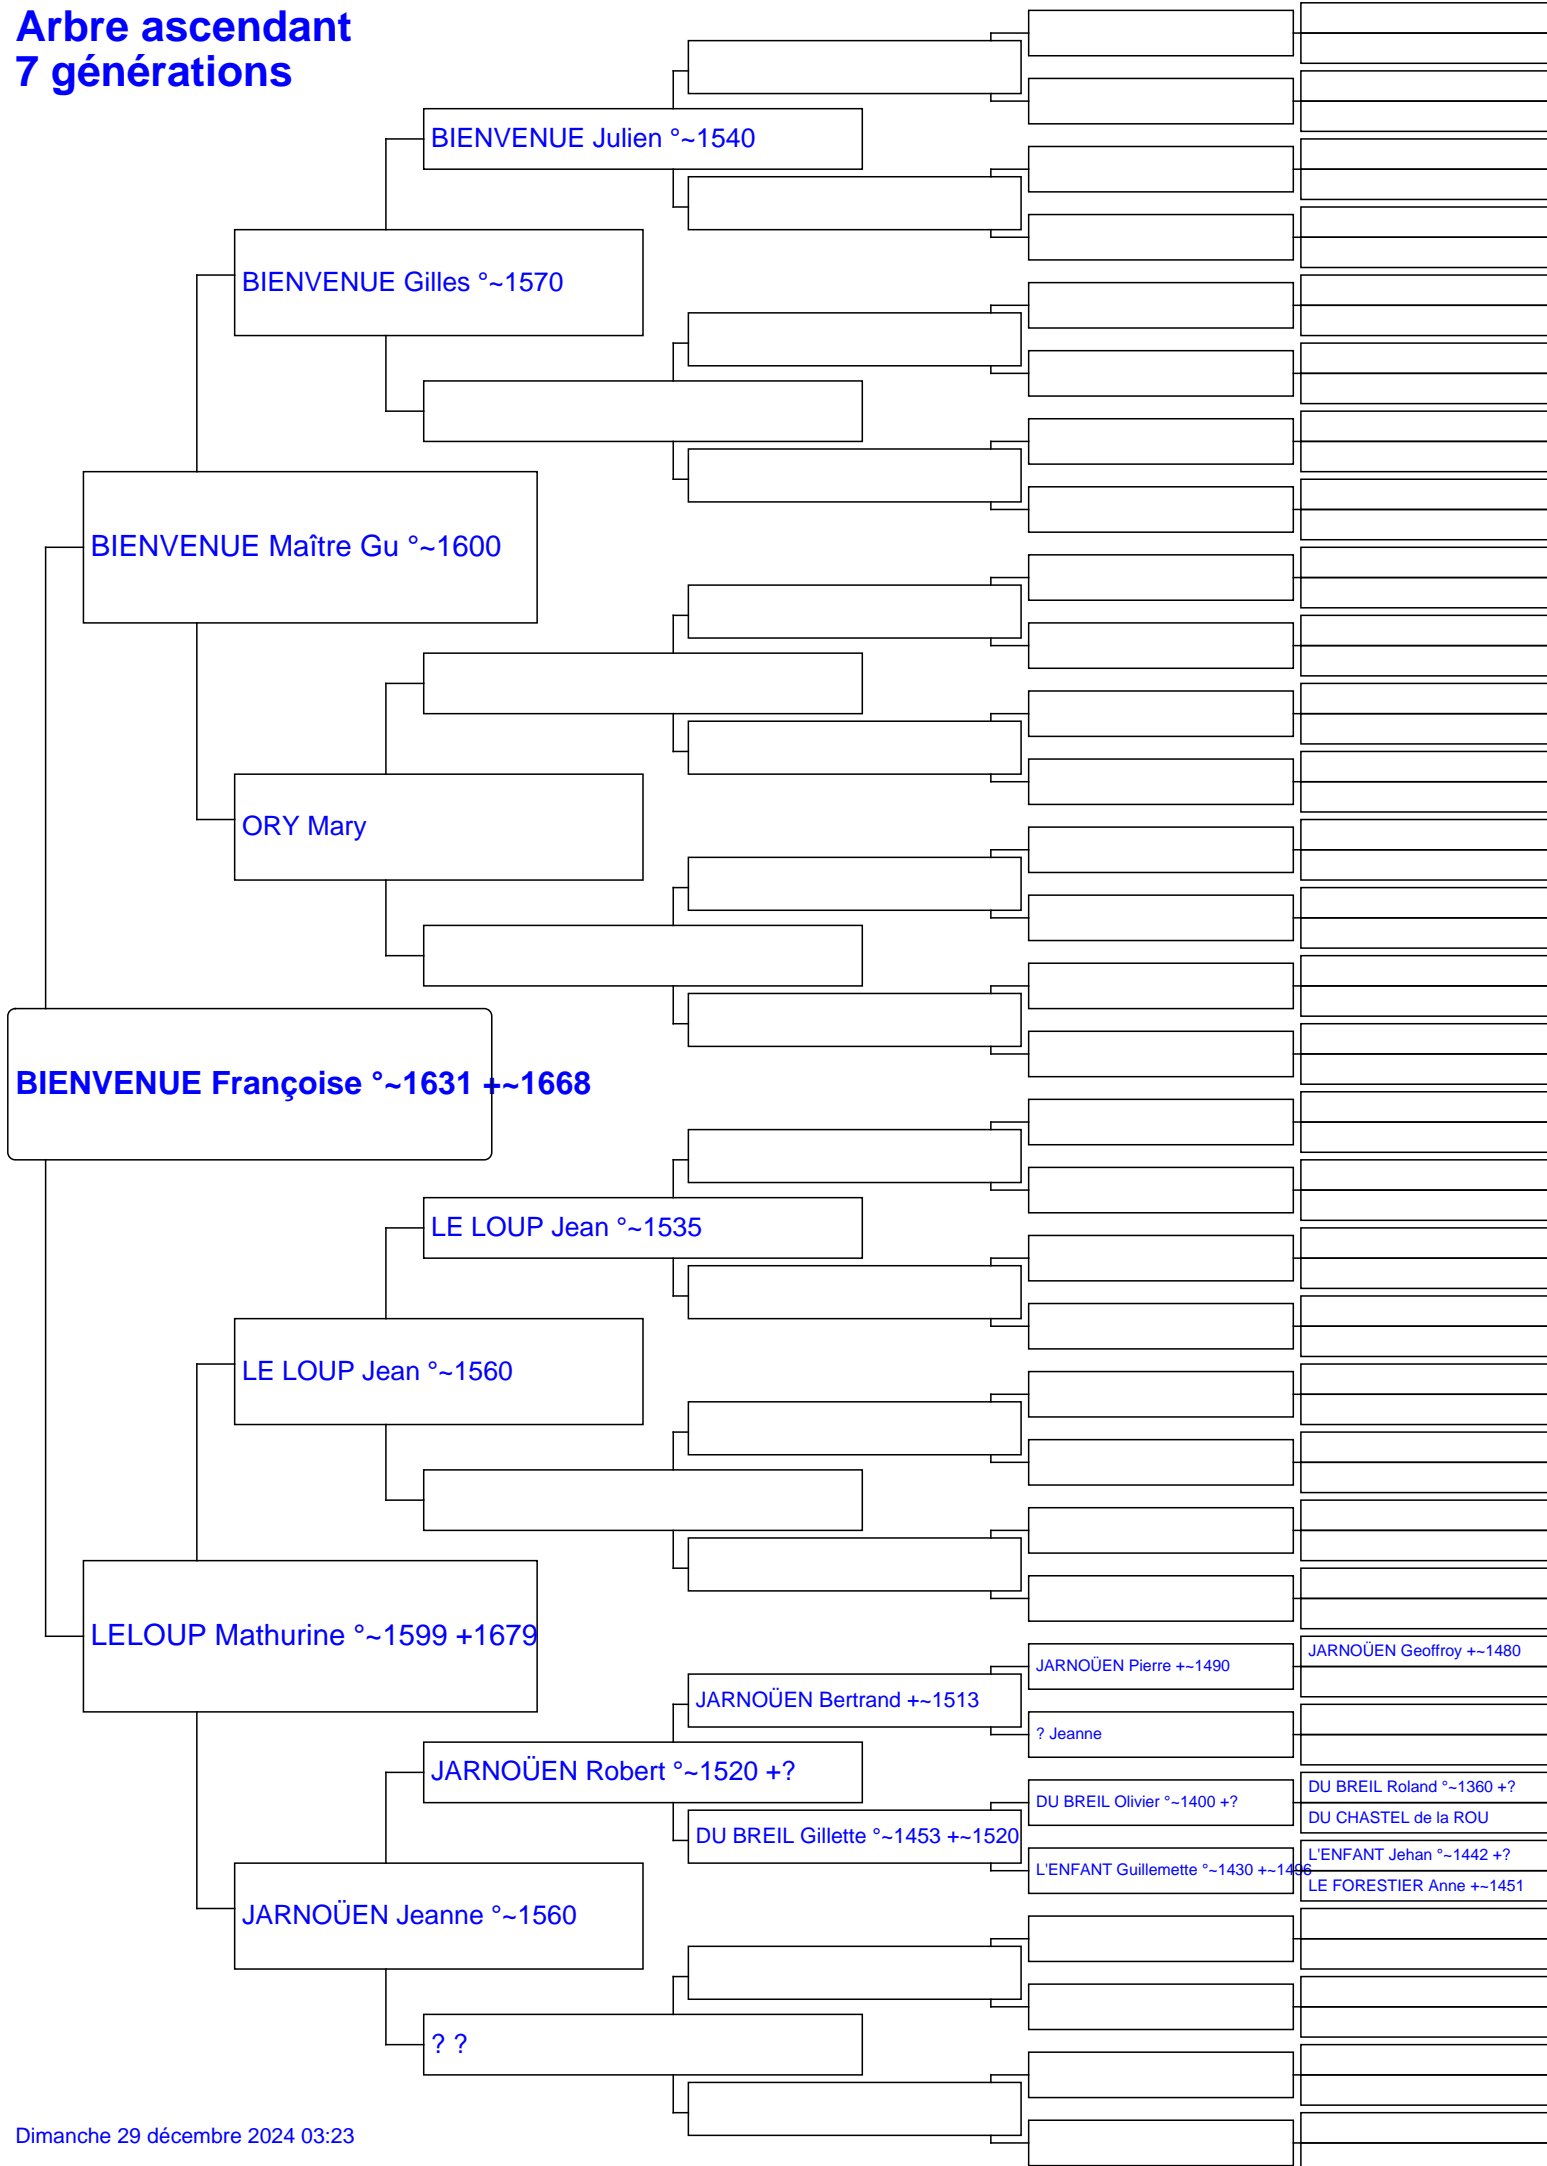 Arbre ascendant
7 générations
BIENVENUE Julien °~1540
BIENVENUE Gilles °~1570
BIENVENUE Maître Gu °~1600
ORY Mary
BIENVENUE Françoise °~1631 +~1668
LE LOUP Jean °~1535
LE LOUP Jean °~1560
LELOUP Mathurine °~1599 +1679
JARNOÜEN Geoffroy +~1480
JARNOÜEN Pierre +~1490
JARNOÜEN Bertrand +~1513
? Jeanne
JARNOÜEN Robert °~1520 +?
DU BREIL Roland °~1360 +?
DU BREIL Olivier °~1400 +?
DU CHASTEL de la ROU
DU BREIL Gillette °~1453 +~1520
L'ENFANT Jehan °~1442 +?
L'ENFANT Guillemette °~1430 +~1496
LE FORESTIER Anne +~1451
JARNOÜEN Jeanne °~1560
? ?
Dimanche 29 décembre 2024 03:23